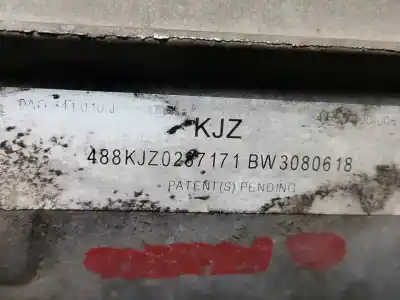 KJZ
488KJZ0287171 BW3080618
PATENT(S) PENDING